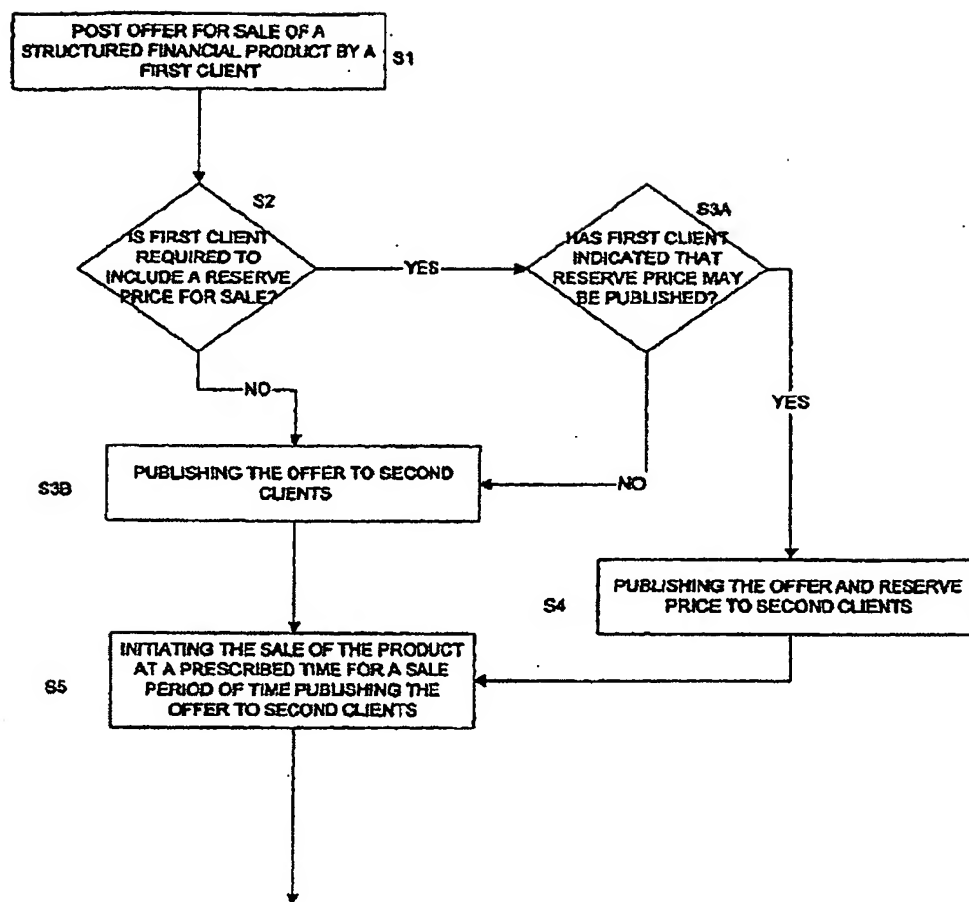 POST OFFER FOR SALE OF A
STRUCTURED FINANCIAL PRODUCT BY A
FIRST CLIENT
S1
S2
IS FIRST CLIENT
REQUIRED TO
INCLUDE A RESERVE
PRICE FOR SALE?
YES
S3A
HAS FIRST CLIENT
INDICATED THAT
RESERVE PRICE MAY
BE PUBLISHED?
NO
YES
S3B
PUBLISHING THE OFFER TO SECOND
CLIENTS
NO
S4
PUBLISHING THE OFFER AND RESERVE
PRICE TO SECOND CLIENTS
S5
INITIATING THE SALE OF THE PRODUCT
AT A PRESCRIBED TIME FOR A SALE
PERIOD OF TIME PUBLISHING THE
OFFER TO SECOND CLIENTS